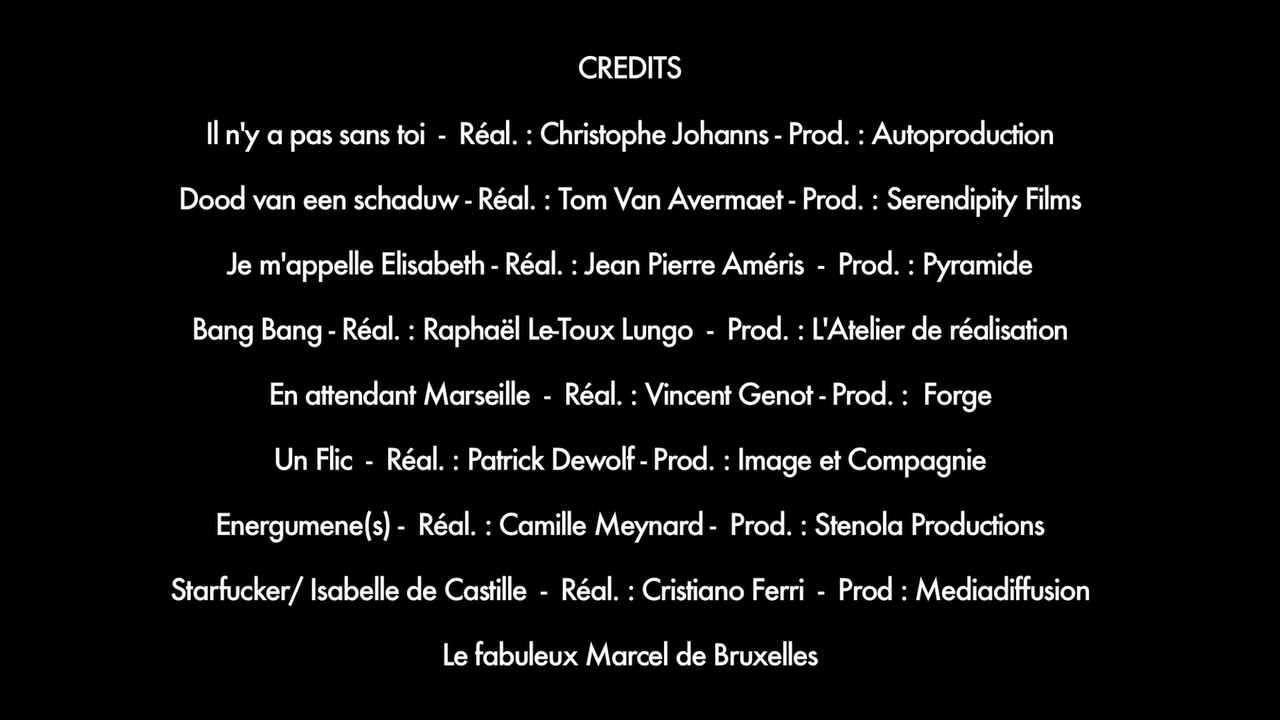 CREDITS
Il n'y a pas sans toi - Réal. : Christophe Johanns - Prod. : Autoproduction
Dood van een schaduw - Réal. : Tom Van Avermaet - Prod. : Serendipity Films
Je m'appelle Elisabeth - Réal. : Jean Pierre Améris - Prod. : Pyramide
Bang Bang - Réal. : Raphaël Le-Toux Lungo - Prod. : L'Atelier de réalisation
En attendant Marseille - Réal. : Vincent Genot - Prod. : Forge
Un Flic - Réal. : Patrick Dewolf - Prod. : Image et Compagnie
Energumene(s) - Réal. : Camille Meynard - Prod. : Stenola Productions
Starfucker/ Isabelle de Castille - Réal. : Cristiano Ferri - Prod : Mediadiffusion
Le fabuleux Marcel de Bruxelles